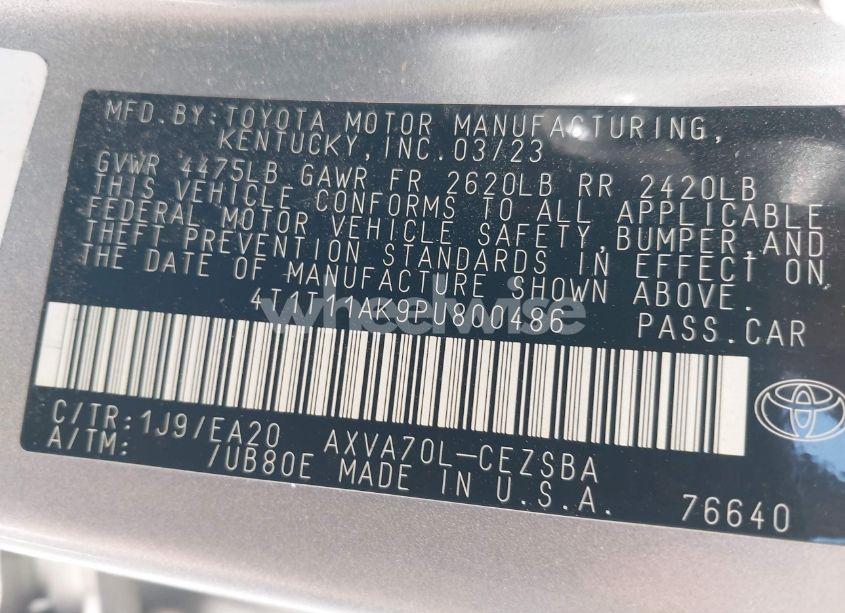 MFD. BY: TOYOTA MOTOR MANUFACTURING,
KENTUCKY, INC. 03/23
GVWR 4475LB GAWR FR 2620LB RR 2420LB
THIS VEHICLE CONFORMS TO ALL APPLICABLE
FEDERAL MOTOR VEHICLE SAFETY, BUMPER, AND
THEFT PREVENTION STANDARDS IN EFFECT ON
THE DATE OF MANUFACTURE SHOWN ABOVE.
4T1T11AK9PU800486 PASS. CAR
wheelwise
C/TR: 1J9/EA20 AXVA70L-CEZSBA
A/TM: /UB80E MADE IN U.S.A. 76640